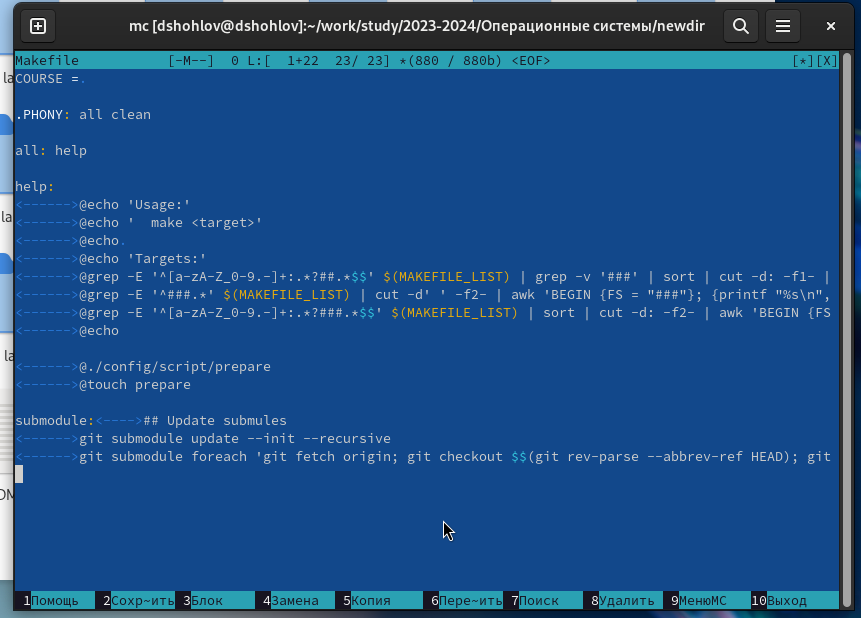 mc [dshohlov@dshohlov]:~/work/study/2023-2024/Операционные системы/newdir
Makefile [-M--] 0 L:[ 1+22 23/ 23] *(880 / 880b) <EOF> [*][X]
COURSE =.
.PHONY: all clean
all: help
help:
<------>@echo 'Usage:'
<------>@echo '  make <target>'
<------>@echo.
<------>@echo 'Targets:'
<------>@grep -E '^[a-zA-Z_0-9.-]+:.*?##.*$$' $(MAKEFILE_LIST) | grep -v '###' | sort | cut -d: -f1- |
<------>@grep -E '^###.*' $(MAKEFILE_LIST) | cut -d' ' -f2- | awk 'BEGIN {FS = "###"}; {printf "%s\n",
<------>@grep -E '^[a-zA-Z_0-9.-]+:.*?###.*$$' $(MAKEFILE_LIST) | sort | cut -d: -f2- | awk 'BEGIN {FS
<------>@echo
<------>@./config/script/prepare
<------>@touch prepare
submodule:<---->## Update submules
<------>git submodule update --init --recursive
<------>git submodule foreach 'git fetch origin; git checkout $$(git rev-parse --abbrev-ref HEAD); git
1Помощь 2Сохр~ить 3Блок 4Замена 5Копия 6Пере~ить 7Поиск 8Удалить 9МенюMC 10Выход